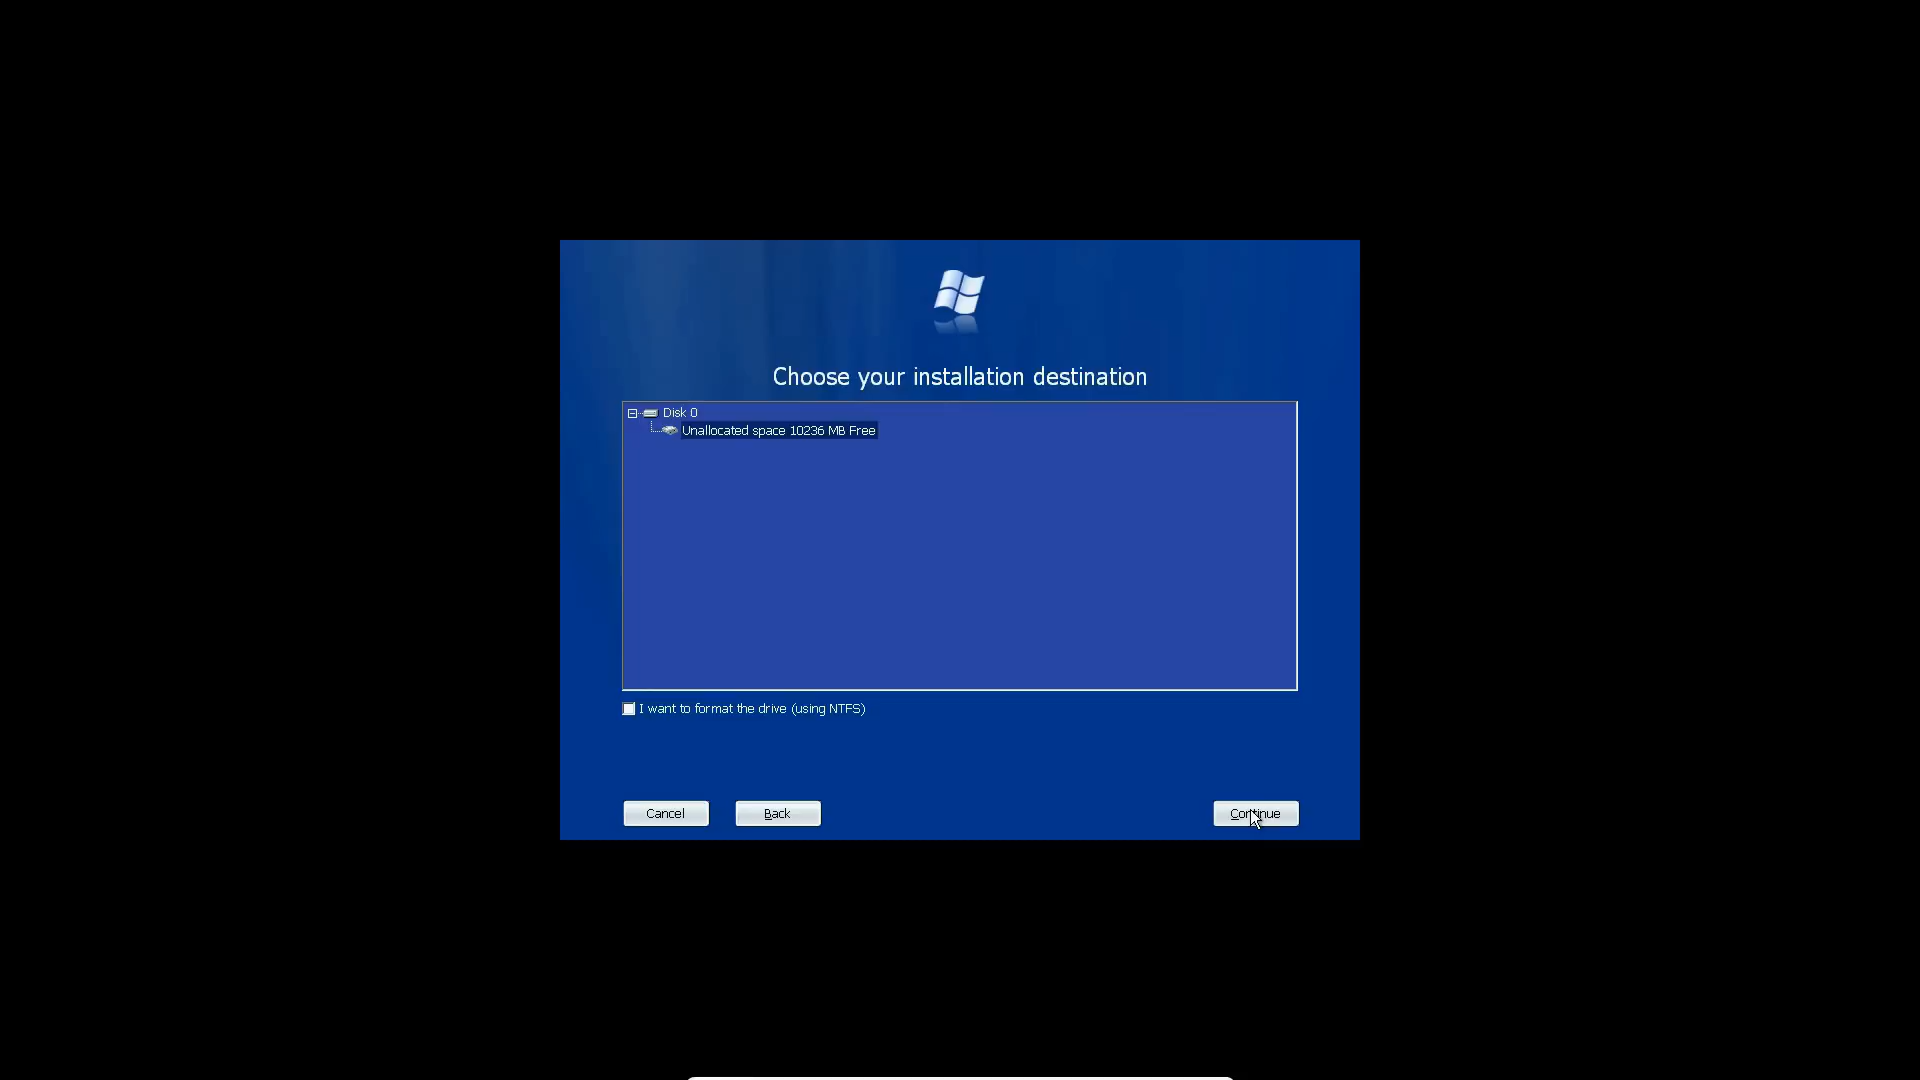 Choose your installation destination
Disk 0
Unallocated space 10236 MB Free
I want to format the drive (using NTFS)
Cancel
Back
Continue